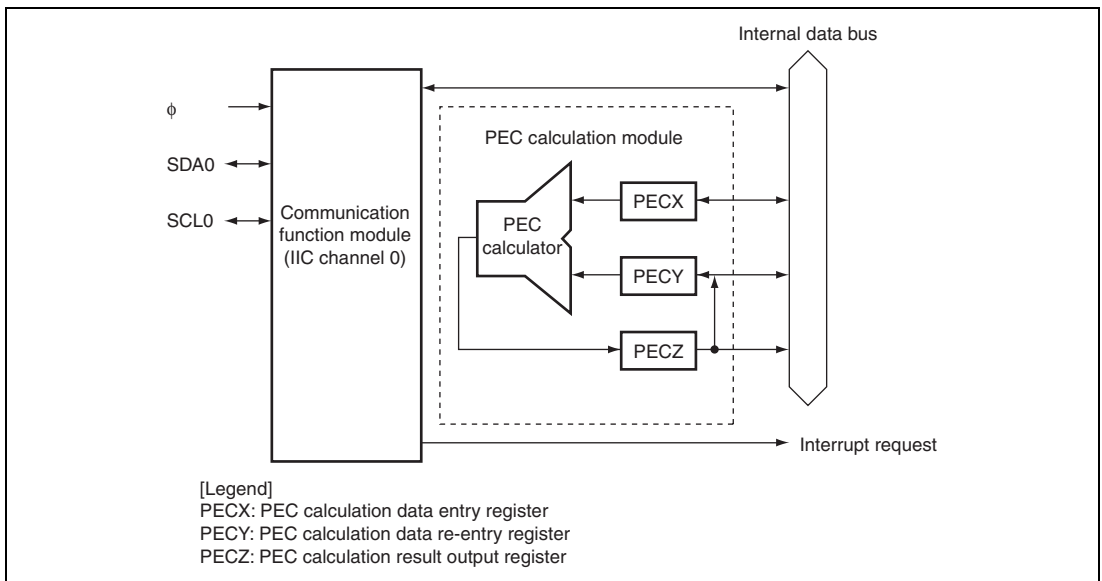 Internal data bus
ϕ
PEC calculation module
SDA0
PECX
SCL0
Communication
function module
(IIC channel 0)
PEC
calculator
PECY
PECZ
Interrupt request
[Legend]
PECX: PEC calculation data entry register
PECY: PEC calculation data re-entry register
PECZ: PEC calculation result output register